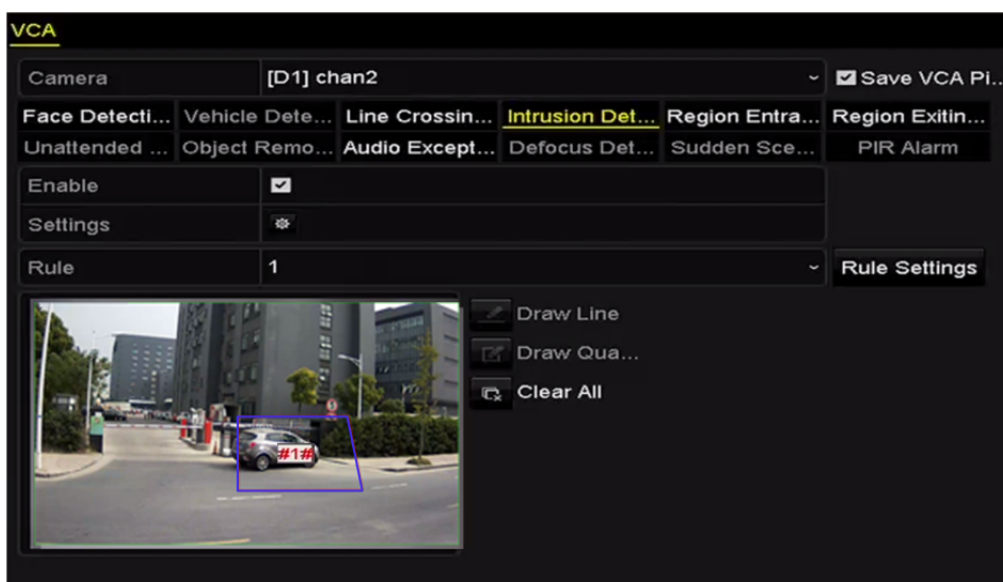 VCA
Camera [D1] chan2 Save VCA Pi...
Face Detecti... Vehicle Dete... Line Crossin... Intrusion Det... Region Entra... Region Exitin...
Unattended ... Object Remo... Audio Except... Defocus Det... Sudden Sce... PIR Alarm
Enable
Settings
Rule 1 Rule Settings
Draw Line
Draw Qua...
Clear All
#1#